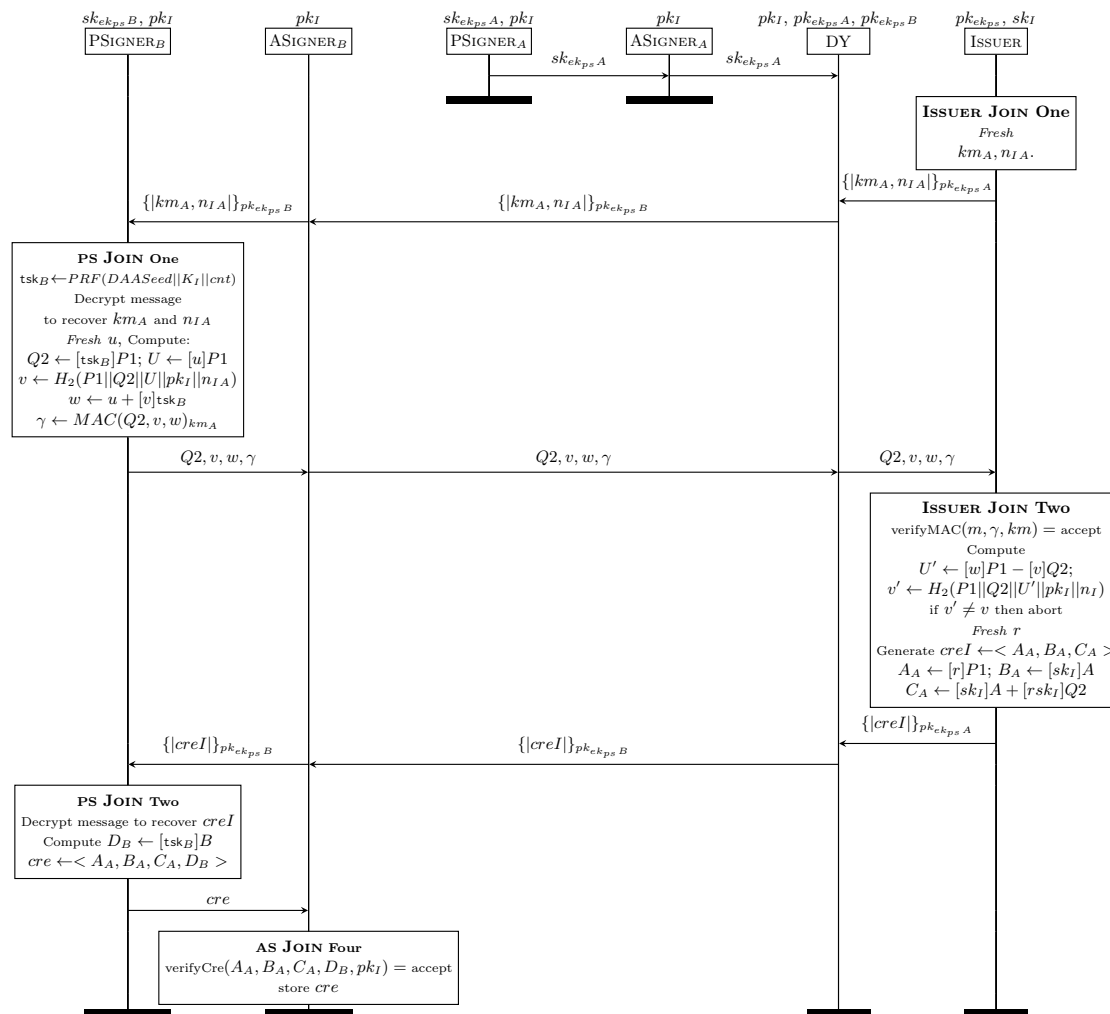 sk_{ek_{ps}B}, pk_I
pk_I
sk_{ek_{ps}A}, pk_I
pk_I
pk_I, pk_{ek_{ps}A}, pk_{ek_{ps}B}
pk_{ek_{ps}}, sk_I
PSIGNER_B
ASIGNER_B
PSIGNER_A
ASIGNER_A
DY
ISSUER
sk_{ek_{ps}A}
sk_{ek_{ps}A}
ISSUER JOIN One
Fresh
km_A, n_{IA}.
{|km_A, n_{IA}|}_{pk_{ek_{ps}A}}
{|km_A, n_{IA}|}_{pk_{ek_{ps}B}}
{|km_A, n_{IA}|}_{pk_{ek_{ps}B}}
PS JOIN One
tsk_B←PRF(DAASeed||K_I||cnt)
Decrypt message
to recover km_A and n_{IA}
Fresh u, Compute:
Q2 ← [tsk_B]P1; U ← [u]P1
v ← H_2(P1||Q2||U||pk_I||n_{IA})
w ← u + [v]tsk_B
γ ← MAC(Q2, v, w)_{km_A}
Q2, v, w, γ
Q2, v, w, γ
Q2, v, w, γ
ISSUER JOIN Two
verifyMAC(m, γ, km) = accept
Compute
U′ ← [w]P1 − [v]Q2;
v′ ← H_2(P1||Q2||U′||pk_I||n_I)
if v′ ≠ v then abort
Fresh r
Generate creI ←< A_A, B_A, C_A >
A_A ← [r]P1; B_A ← [sk_I]A
C_A ← [sk_I]A + [rsk_I]Q2
{|creI|}_{pk_{ek_{ps}A}}
{|creI|}_{pk_{ek_{ps}B}}
{|creI|}_{pk_{ek_{ps}B}}
PS JOIN Two
Decrypt message to recover creI
Compute D_B ← [tsk_B]B
cre ←< A_A, B_A, C_A, D_B >
cre
AS JOIN Four
verifyCre(A_A, B_A, C_A, D_B, pk_I) = accept
store cre